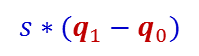 s ∗ (q₁ − q₀)